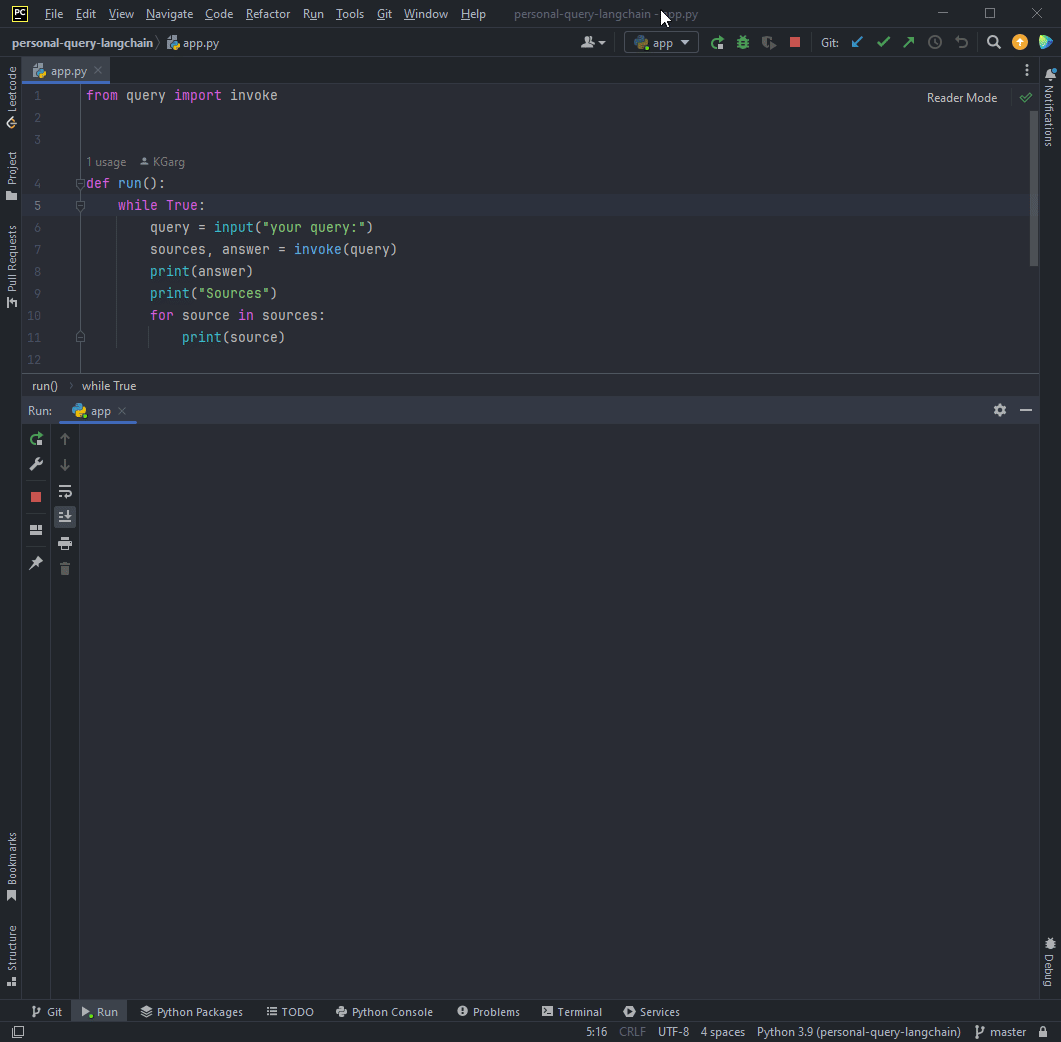 PC File Edit View Navigate Code Refactor Run Tools Git Window Help personal-query-langchain - app.py
personal-query-langchain app.py app Git:
app.py
Leetcode
Project
Pull Requests
Bookmarks
Structure
Notifications
Debug
Reader Mode
1 from query import invoke
2
3
1 usage KGarg
4 def run():
5 while True:
6 query = input("your query:")
7 sources, answer = invoke(query)
8 print(answer)
9 print("Sources")
10 for source in sources:
11 print(source)
12
run() while True
Run: app
Git Run Python Packages TODO Python Console Problems Terminal Services
5:16 CRLF UTF-8 4 spaces Python 3.9 (personal-query-langchain) master